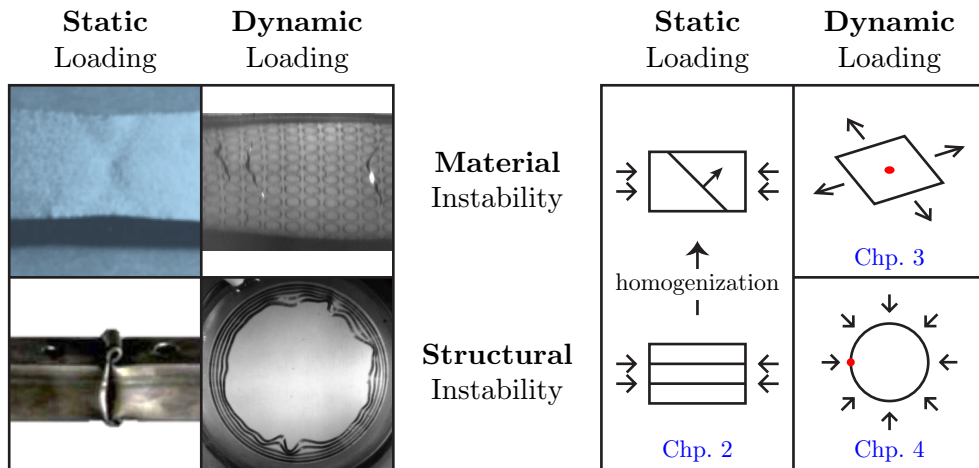 Static
Loading
Dynamic
Loading
Static
Loading
Dynamic
Loading
Material
Instability
Chp. 3
homogenization
Structural
Instability
Chp. 2
Chp. 4